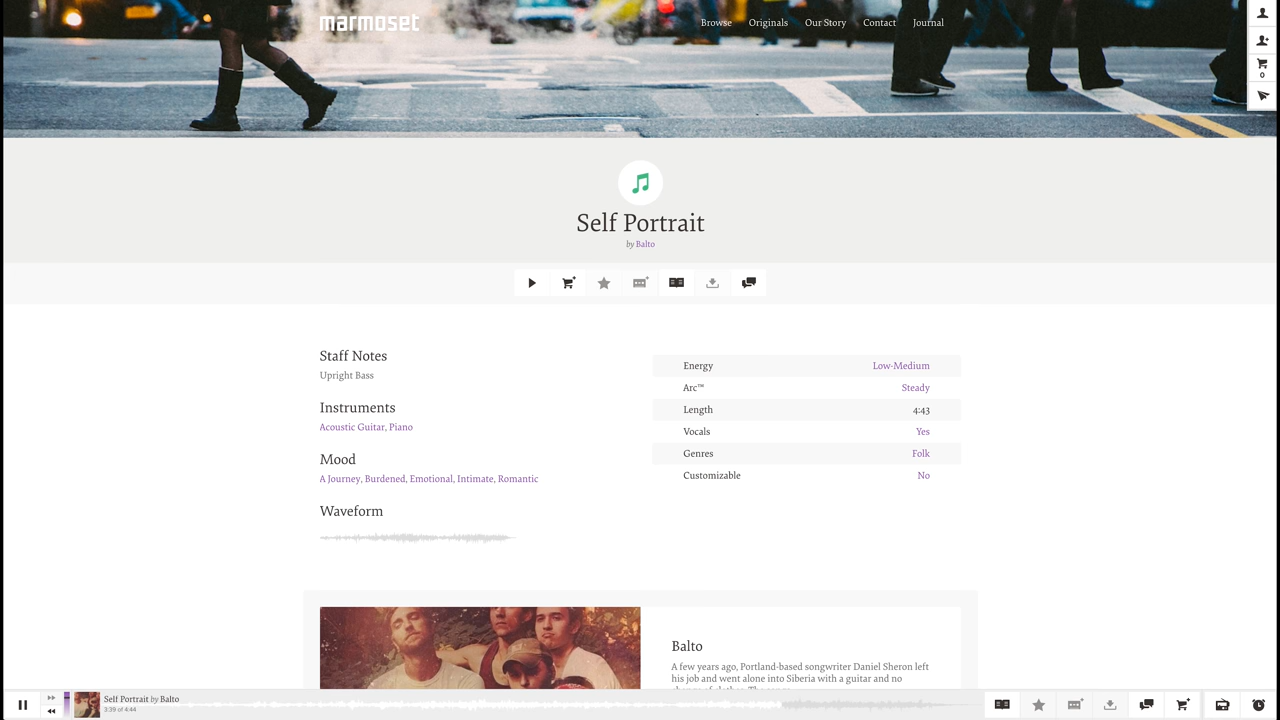 marmoset
Browse Originals Our Story Contact Journal
0
Self Portrait
by Balto
Staff Notes
Upright Bass
Instruments
Acoustic Guitar, Piano
Mood
A Journey, Burdened, Emotional, Intimate, Romantic
Waveform
Energy Low-Medium
Arc™ Steady
Length 4:43
Vocals Yes
Genres Folk
Customizable No
Balto
A few years ago, Portland-based songwriter Daniel Sheron left
his job and went alone into Siberia with a guitar and no
Self Portrait by Balto
3:39 of 4:44